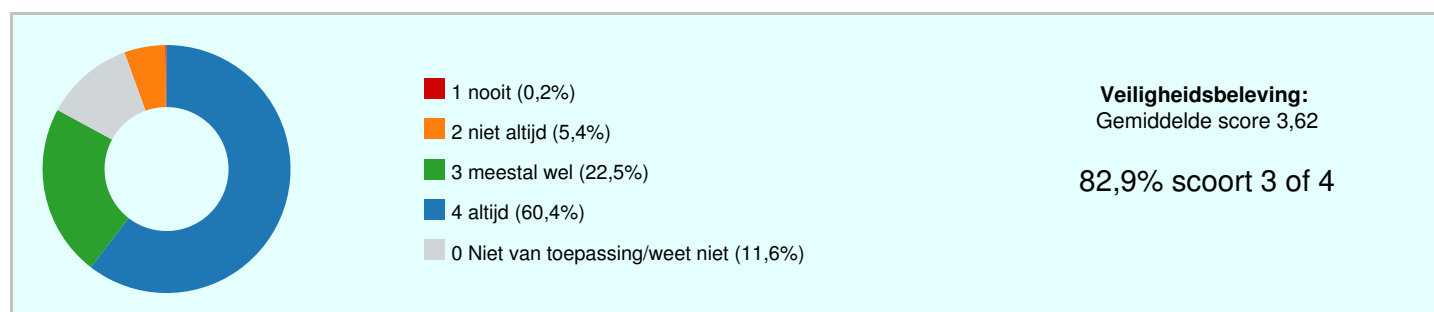 1 nooit (0,2%)
2 niet altijd (5,4%)
3 meestal wel (22,5%)
4 altijd (60,4%)
0 Niet van toepassing/weet niet (11,6%)
Veiligheidsbeleving:
Gemiddelde score 3,62
82,9% scoort 3 of 4